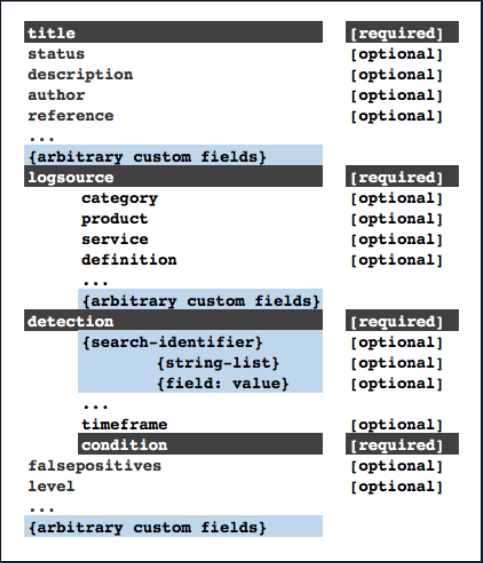 title [required]
status [optional]
description [optional]
author [optional]
reference [optional]
...
{arbitrary custom fields}
logsource [required]
category [optional]
product [optional]
service [optional]
definition [optional]
...
{arbitrary custom fields}
detection [required]
{search-identifier} [optional]
{string-list} [optional]
{field: value} [optional]
...
timeframe [optional]
condition [required]
falsepositives [optional]
level [optional]
...
{arbitrary custom fields}